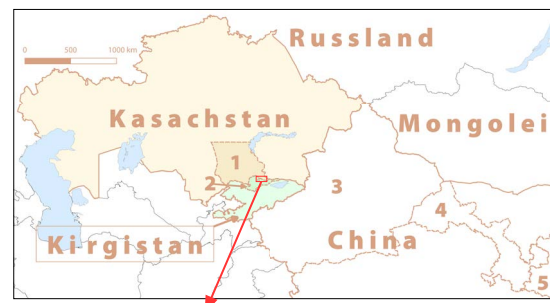 Russland
0 500 1000 km
Kasachstan
Mongolei
1
2
3
4
Kirgistan
China
5